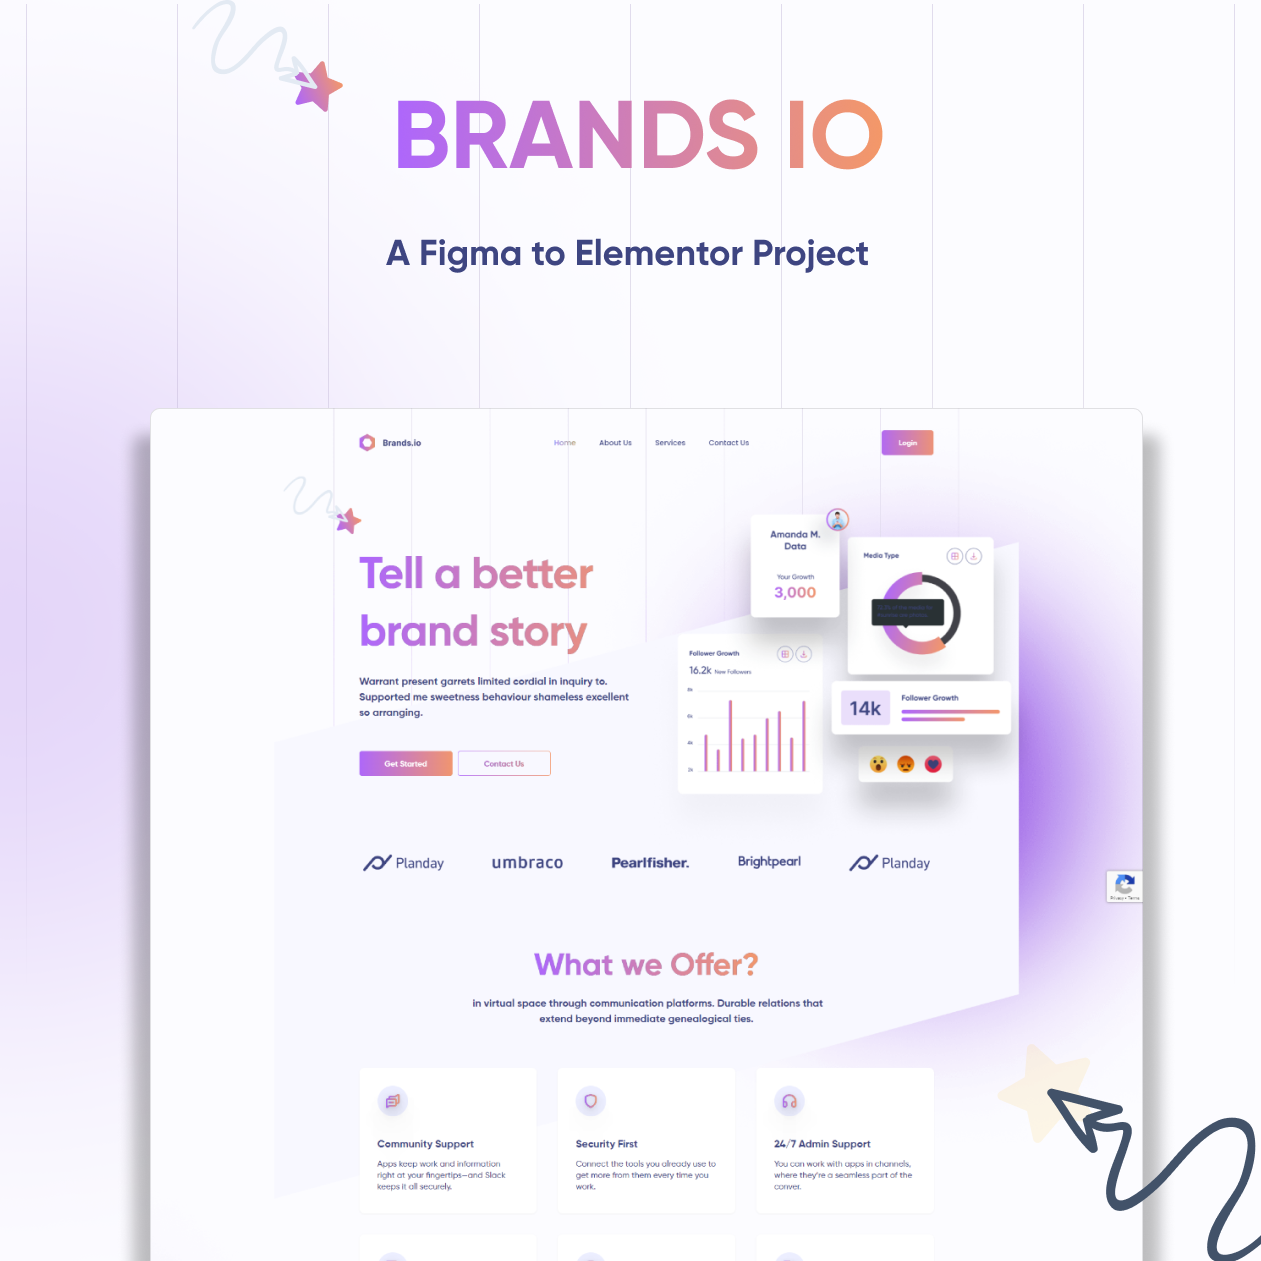 BRANDS IO
A Figma to Elementor Project
Brands.io
Home
About Us
Services
Contact Us
Login
Tell a better
brand story
Warrant present garrets limited cordial in inquiry to.
Supported me sweetness behaviour shameless excellent
so arranging.
Get Started
Contact Us
Amanda M.
Data
Your Growth
3,000
Media Type
Follower Growth
16.2k New Followers
8k
6k
4k
2k
14k
Follower Growth
Planday
umbraco
Pearlfisher.
Brightpearl
Planday
Privacy • Terms
What we Offer?
in virtual space through communication platforms. Durable relations that
extend beyond immediate genealogical ties.
Community Support
Apps keep work and information
right at your fingertips—and Slack
keeps it all securely.
Security First
Connect the tools you already use to
get more from them every time you
work.
24/7 Admin Support
You can work with apps in channels,
where they're a seamless part of the
conver.